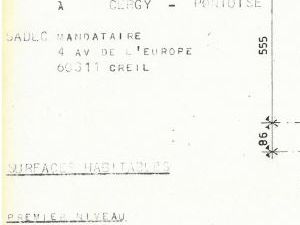 À CERGY - PONTOISE
SADEC MANDATAIRE
4 AV DE L'EUROPE
60311 CREIL
555
86
SURFACES HABITABLES
PREMIER NIVEAU